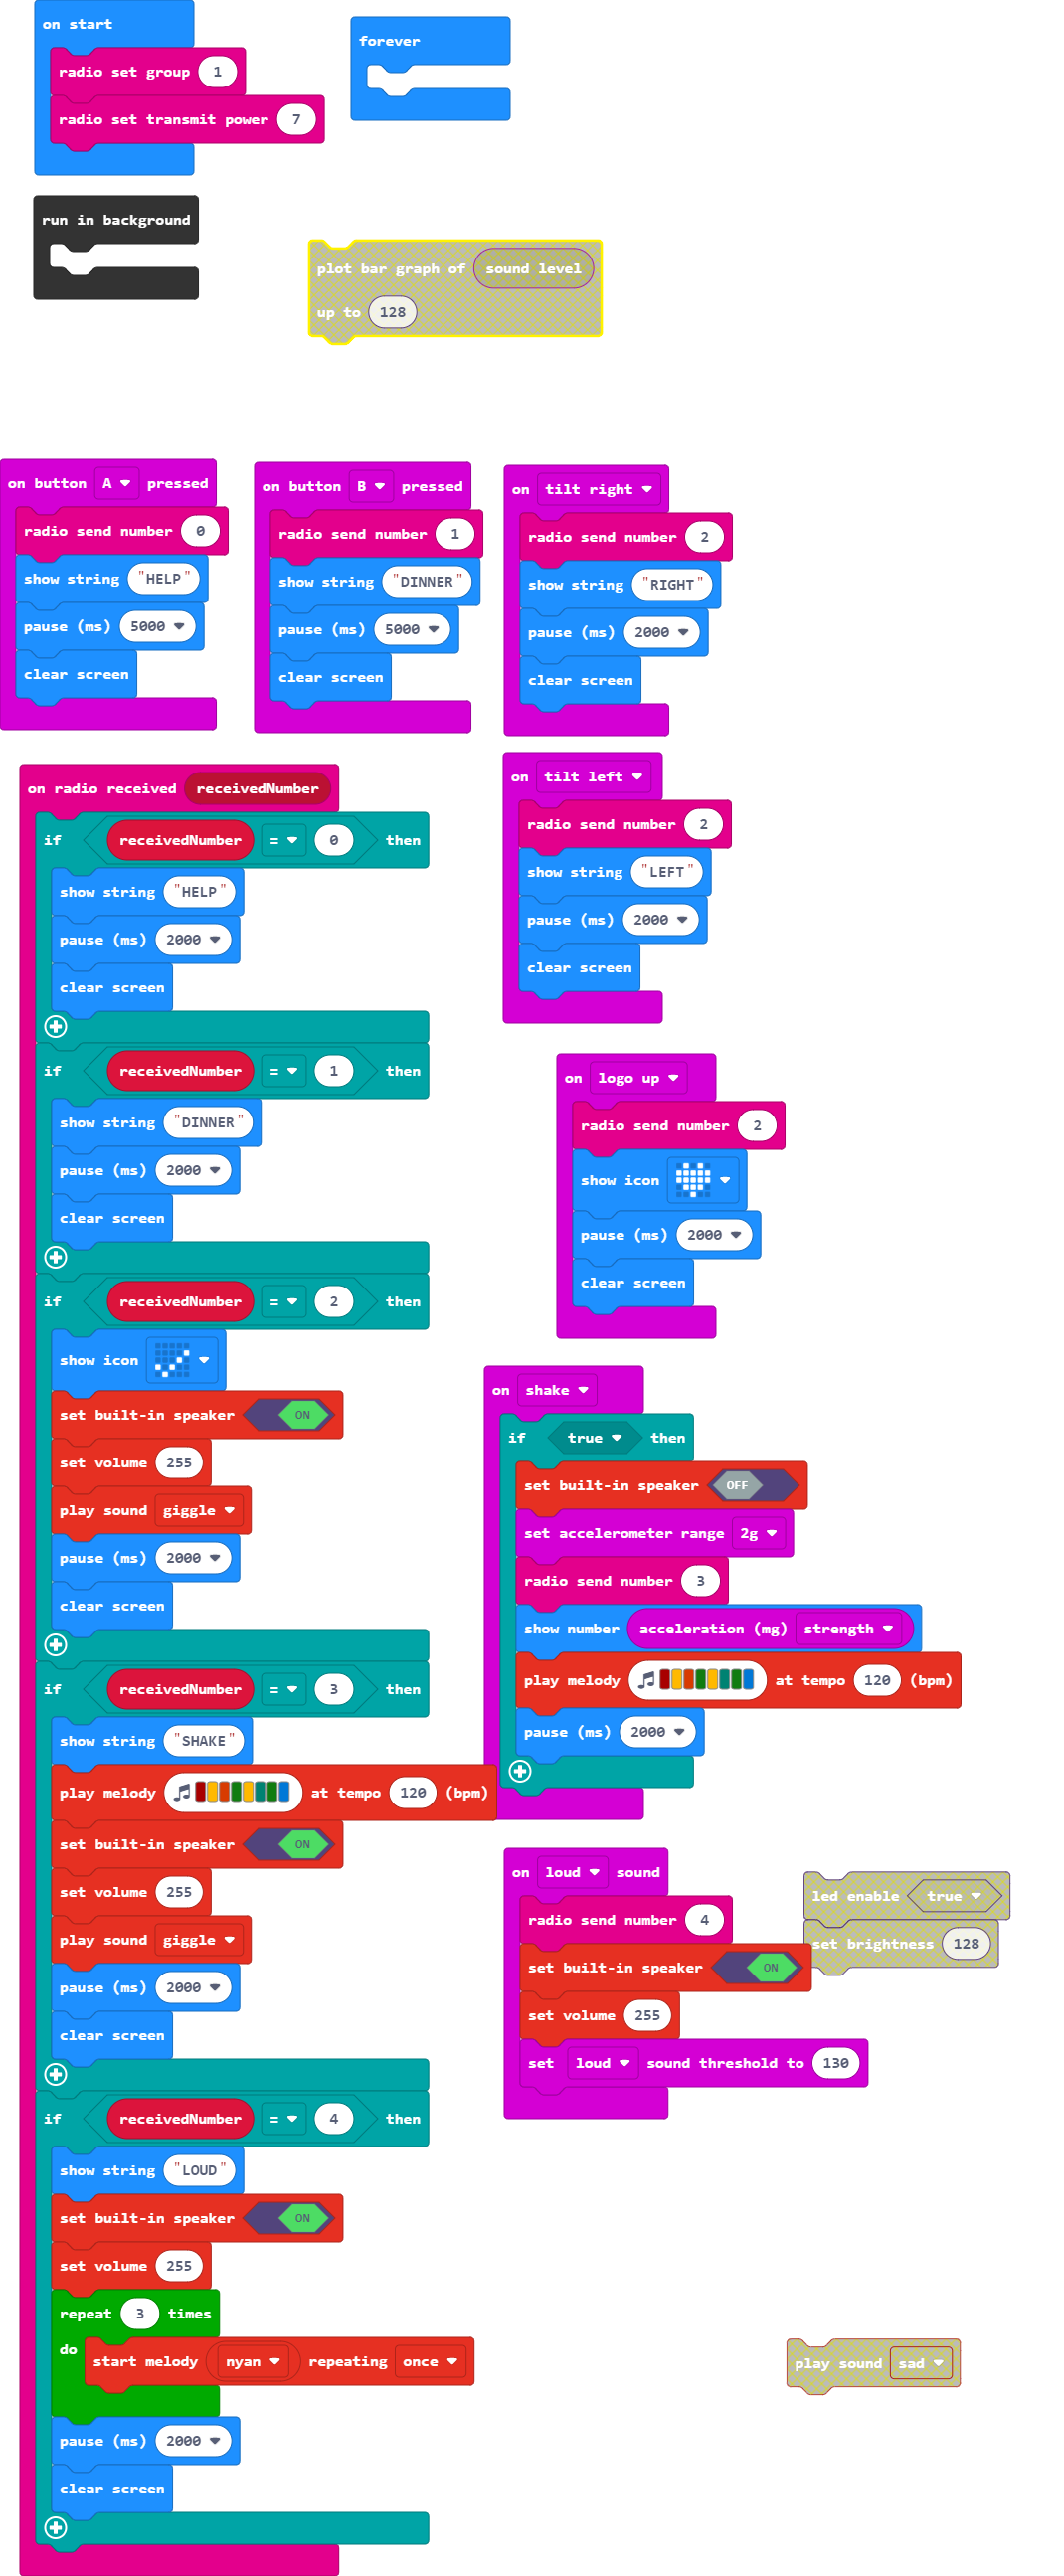 on start
radio set group 1
radio set transmit power 7
forever
run in background
plot bar graph of sound level
up to 128
on button A pressed
radio send number 0
show string "HELP"
pause (ms) 5000
clear screen
on button B pressed
radio send number 1
show string "DINNER"
pause (ms) 5000
clear screen
on tilt right
radio send number 2
show string "RIGHT"
pause (ms) 2000
clear screen
on tilt left
radio send number 2
show string "LEFT"
pause (ms) 2000
clear screen
on logo up
radio send number 2
show icon
pause (ms) 2000
clear screen
on shake
if true then
set built-in speaker OFF
set accelerometer range 2g
radio send number 3
show number acceleration (mg) strength
play melody at tempo 120 (bpm)
pause (ms) 2000
on loud sound
radio send number 4
set built-in speaker ON
set volume 255
set loud sound threshold to 130
led enable true
set brightness 128
play sound sad
on radio received receivedNumber
if receivedNumber = 0 then
show string "HELP"
pause (ms) 2000
clear screen
if receivedNumber = 1 then
show string "DINNER"
pause (ms) 2000
clear screen
if receivedNumber = 2 then
show icon
set built-in speaker ON
set volume 255
play sound giggle
pause (ms) 2000
clear screen
if receivedNumber = 3 then
show string "SHAKE"
play melody at tempo 120 (bpm)
set built-in speaker ON
set volume 255
play sound giggle
pause (ms) 2000
clear screen
if receivedNumber = 4 then
show string "LOUD"
set built-in speaker ON
set volume 255
repeat 3 times
do
start melody nyan repeating once
pause (ms) 2000
clear screen